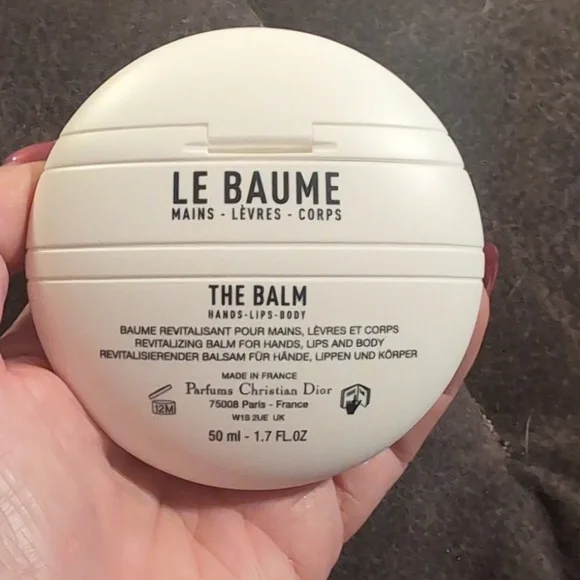 LE BAUME
MAINS - LÈVRES - CORPS
THE BALM
HANDS-LIPS-BODY
BAUME REVITALISANT POUR MAINS, LÈVRES ET CORPS
REVITALIZING BALM FOR HANDS, LIPS AND BODY
REVITALISIERENDER BALSAM FÜR HÄNDE, LIPPEN UND KÖRPER
MADE IN FRANCE
Parfums Christian Dior
12M
75008 Paris - France
W1S 2UE UK
50 ml - 1.7 FL.OZ